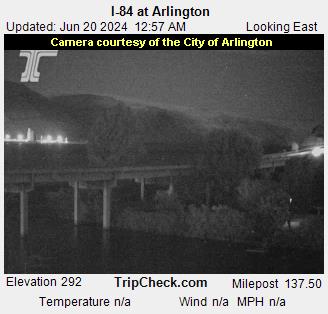 I-84 at Arlington
Updated: Jun 20 2024 12:57 AM Looking East
Camera courtesy of the City of Arlington
Elevation 292 TripCheck.com Milepost 137.50
Temperature n/a Wind n/a MPH n/a